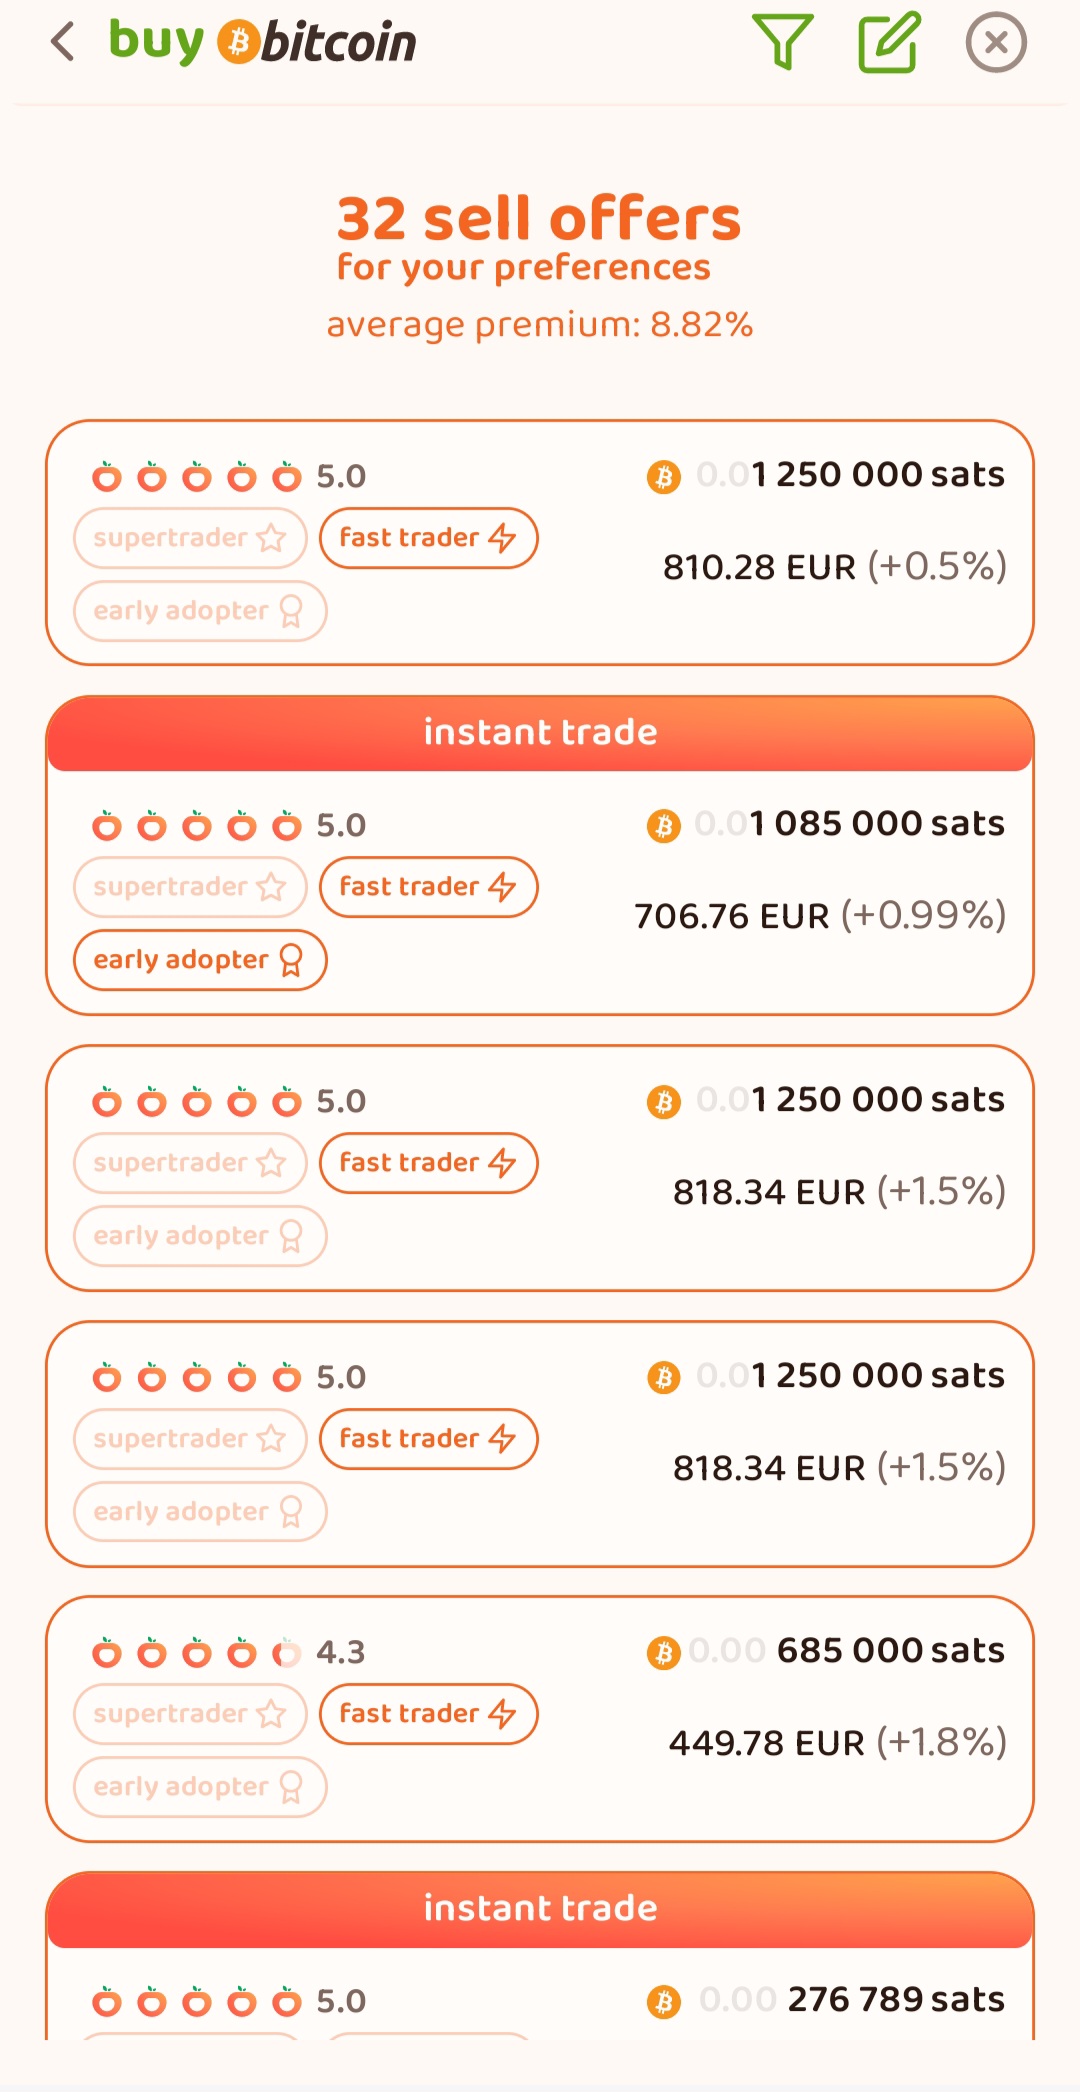 buy bitcoin
32 sell offers
for your preferences
average premium: 8.82%
5.0
0.01 250 000 sats
supertrader
fast trader
810.28 EUR (+0.5%)
early adopter
instant trade
5.0
0.01 085 000 sats
supertrader
fast trader
706.76 EUR (+0.99%)
early adopter
5.0
0.01 250 000 sats
supertrader
fast trader
818.34 EUR (+1.5%)
early adopter
5.0
0.01 250 000 sats
supertrader
fast trader
818.34 EUR (+1.5%)
early adopter
4.3
0.00 685 000 sats
supertrader
fast trader
449.78 EUR (+1.8%)
early adopter
instant trade
5.0
0.00 276 789 sats